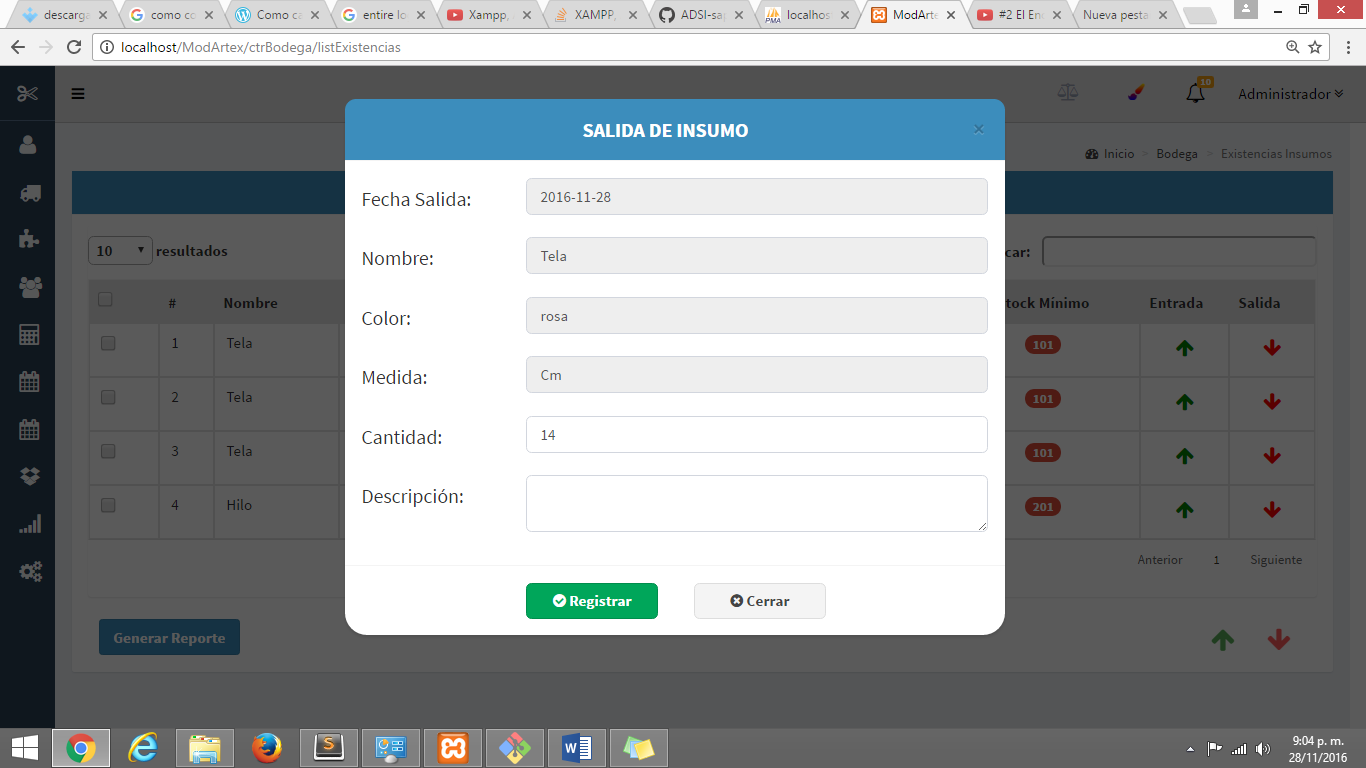 descarga
como co
Como ca
entire lo
Xampp,
XAMPP,
ADSI-sa
localhos
ModArte
#2 El En
Nueva pesta
localhost/ModArtex/ctrBodega/listExistencias
10
Administrador
Inicio
Bodega
Existencias Insumos
SALIDA DE INSUMO
×
Fecha Salida:
2016-11-28
Nombre:
Tela
Color:
rosa
Medida:
Cm
Cantidad:
14
Descripción:
Registrar
Cerrar
10
resultados
car:
#
Nombre
tock Mínimo
Entrada
Salida
1
Tela
101
2
Tela
101
3
Tela
101
4
Hilo
201
Anterior
1
Siguiente
Generar Reporte
9:04 p. m.
28/11/2016